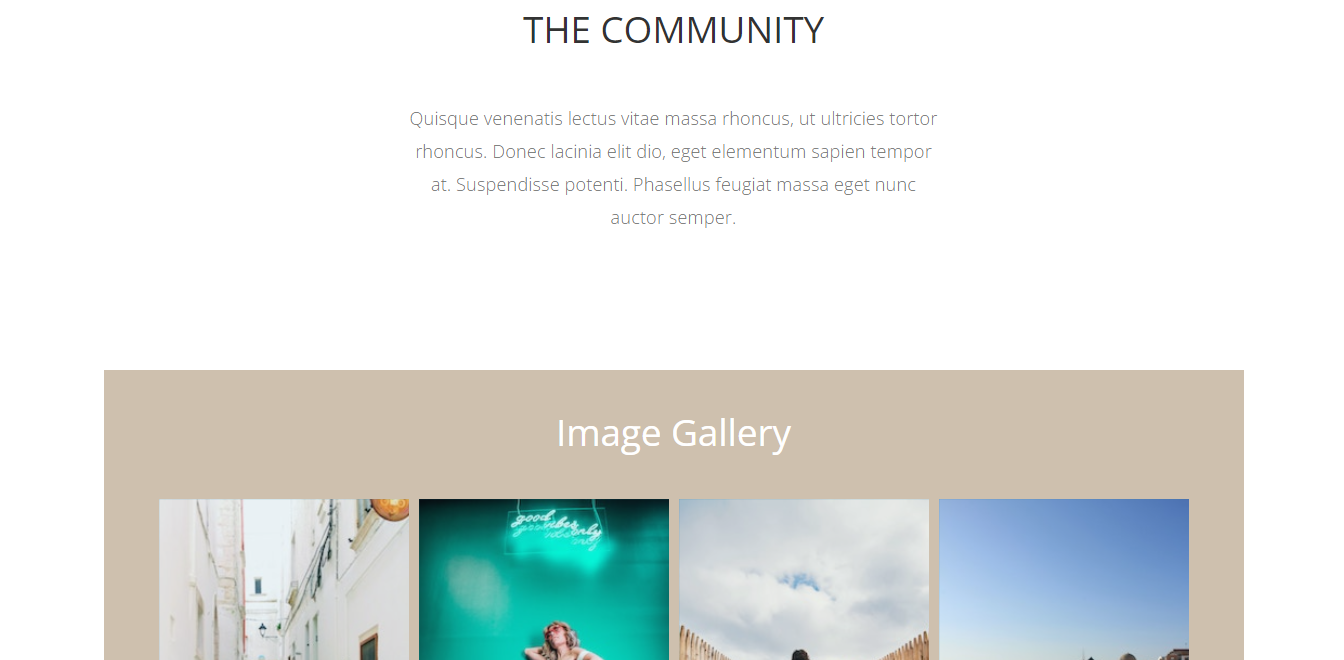 THE COMMUNITY
Quisque venenatis lectus vitae massa rhoncus, ut ultricies tortor
rhoncus. Donec lacinia elit dio, eget elementum sapien tempor
at. Suspendisse potenti. Phasellus feugiat massa eget nunc
auctor semper.
Image Gallery
good vibes only